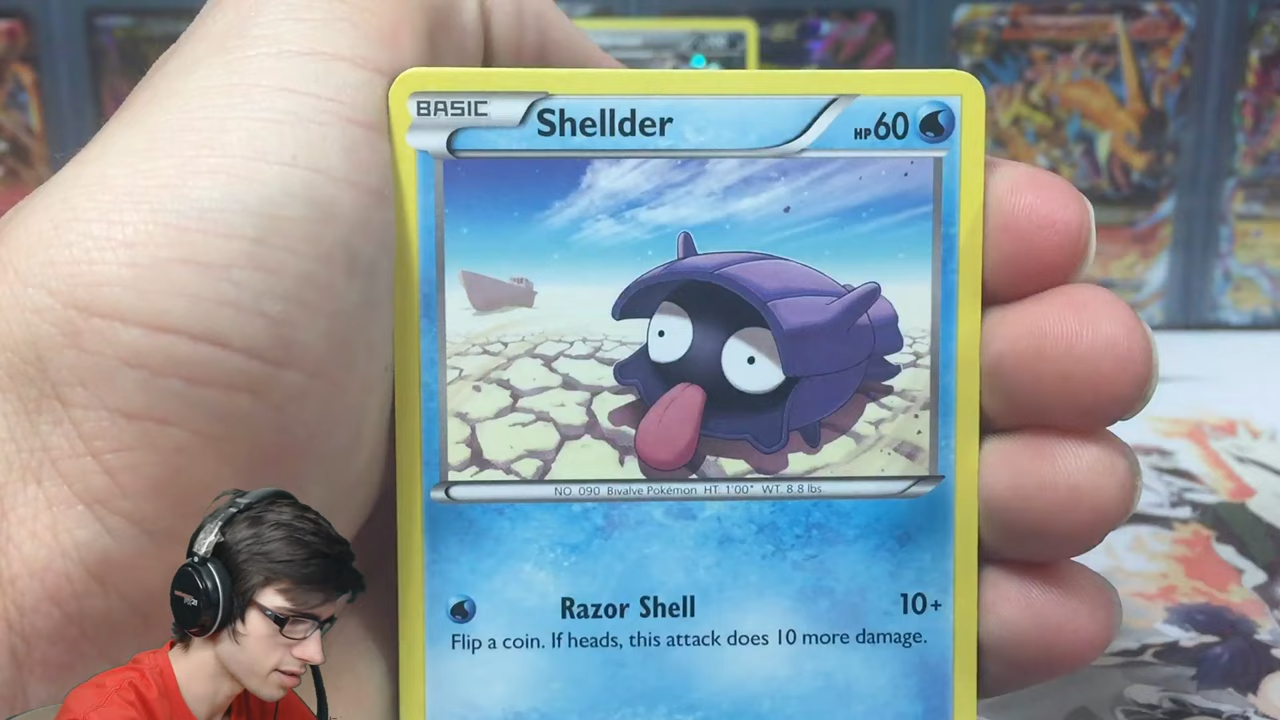 BASIC Shellder HP60
NO. 090 Bivalve Pokémon HT. 1'00" WT. 8.8 lbs.
Razor Shell 10+
Flip a coin. If heads, this attack does 10 more damage.